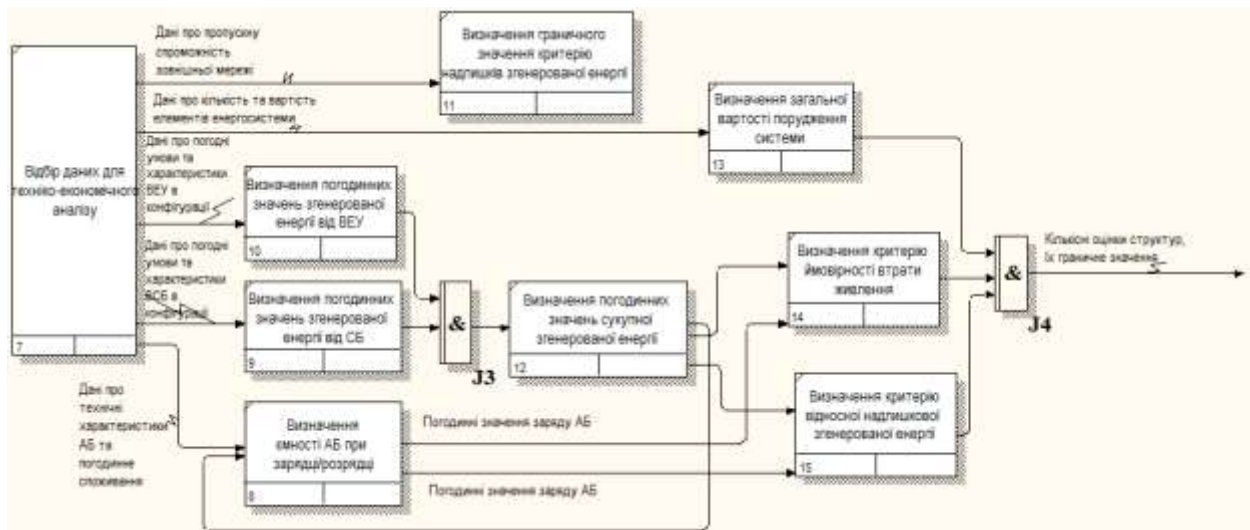 Дані про пропускну
спроможність
зовнішньої мережі
Визначення граничного
значення критерію
надлишків згенерованої енергії
11
Дані про кількість та вартість
елементів енергосистеми
Визначення загальної
вартості порудження
системи
13
Відбір даних для
техніко-економічного
аналізу
7
Дані про погодні
умови та
характеристики
ВЕУ в
конфігурації
Визначення погодинних
значень згенерованої
енергії від ВЕУ
10
Дані про погодні
умови та
характеристики
ВСБ в
конфігурації
Визначення погодинних
значень згенерованої
енергії від СБ
9
&
J3
Визначення погодинних
значень сукупної
згенерованої енергії
12
Визначення критерію
ймовірності втрати
живлення
14
&
J4
Кількісні оцінки структур,
їх граничне значення
Визначення критерію
відносної надлишкової
згенерованої енергії
15
Дані про
технічні
характеристики
АБ та
погодинне
споживання
Визначення
ємності АБ при
зарядці/розрядці
8
Погодинні значення заряду АБ
Погодинні значення заряду АБ